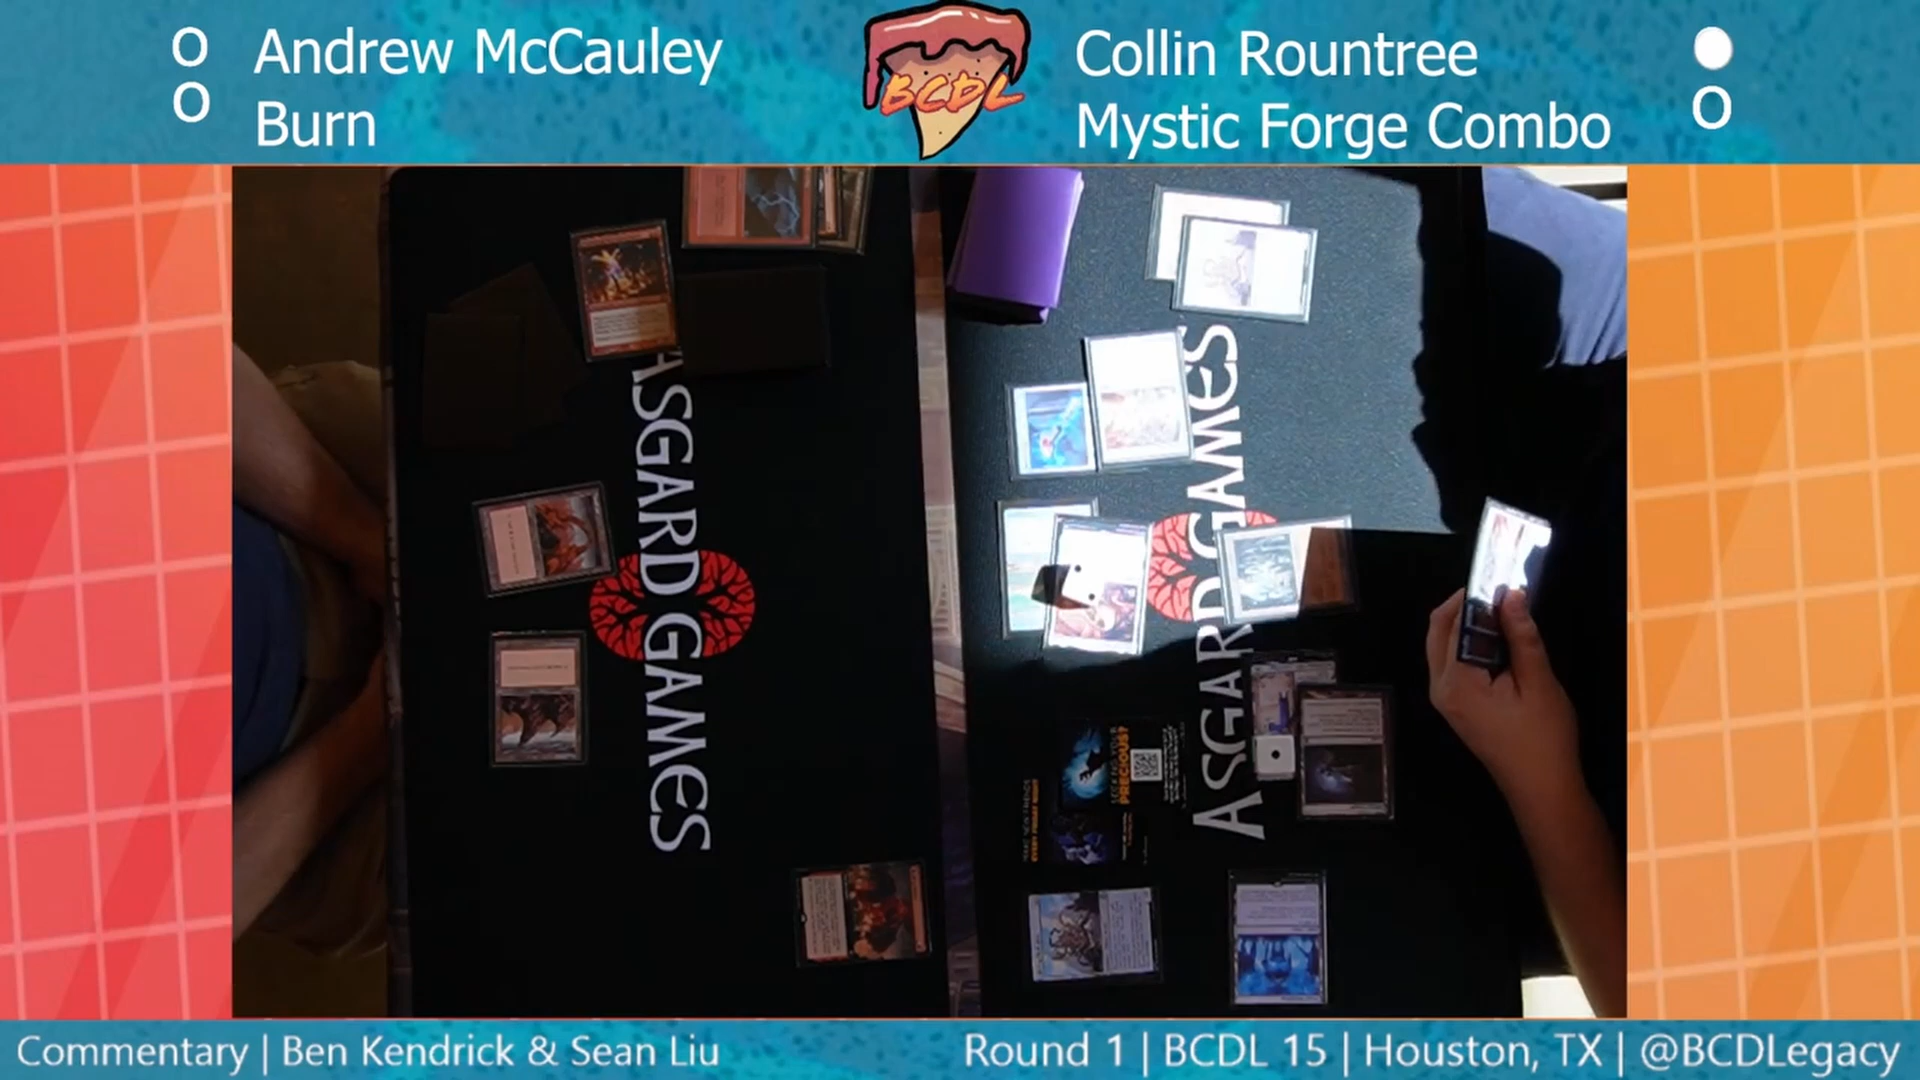 Andrew McCauley
Burn
BCDL
Collin Rountree
Mystic Forge Combo
ASGARD GAMES
ASGARD GAMES
PRECIOUS?
Commentary | Ben Kendrick & Sean Liu
Round 1 | BCDL 15 | Houston, TX | @BCDLegacy